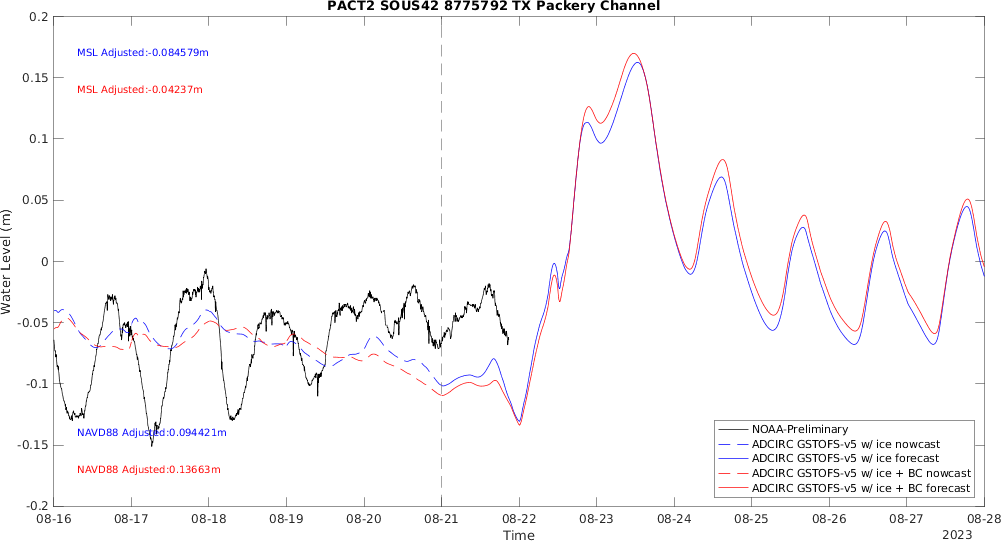 PACT2 SOUS42 8775792 TX Packery Channel
0.2
0.15
0.1
0.05
0
-0.05
-0.1
-0.15
-0.2
Water Level (m)
MSL Adjusted:-0.084579m
MSL Adjusted:-0.04237m
NAVD88 Adjusted:0.094421m
NAVD88 Adjusted:0.13663m
NOAA-Preliminary
ADCIRC GSTOFS-v5 w/ ice nowcast
ADCIRC GSTOFS-v5 w/ ice forecast
ADCIRC GSTOFS-v5 w/ ice + BC nowcast
ADCIRC GSTOFS-v5 w/ ice + BC forecast
08-16 08-17 08-18 08-19 08-20 08-21 08-22 08-23 08-24 08-25 08-26 08-27 08-28
Time
2023